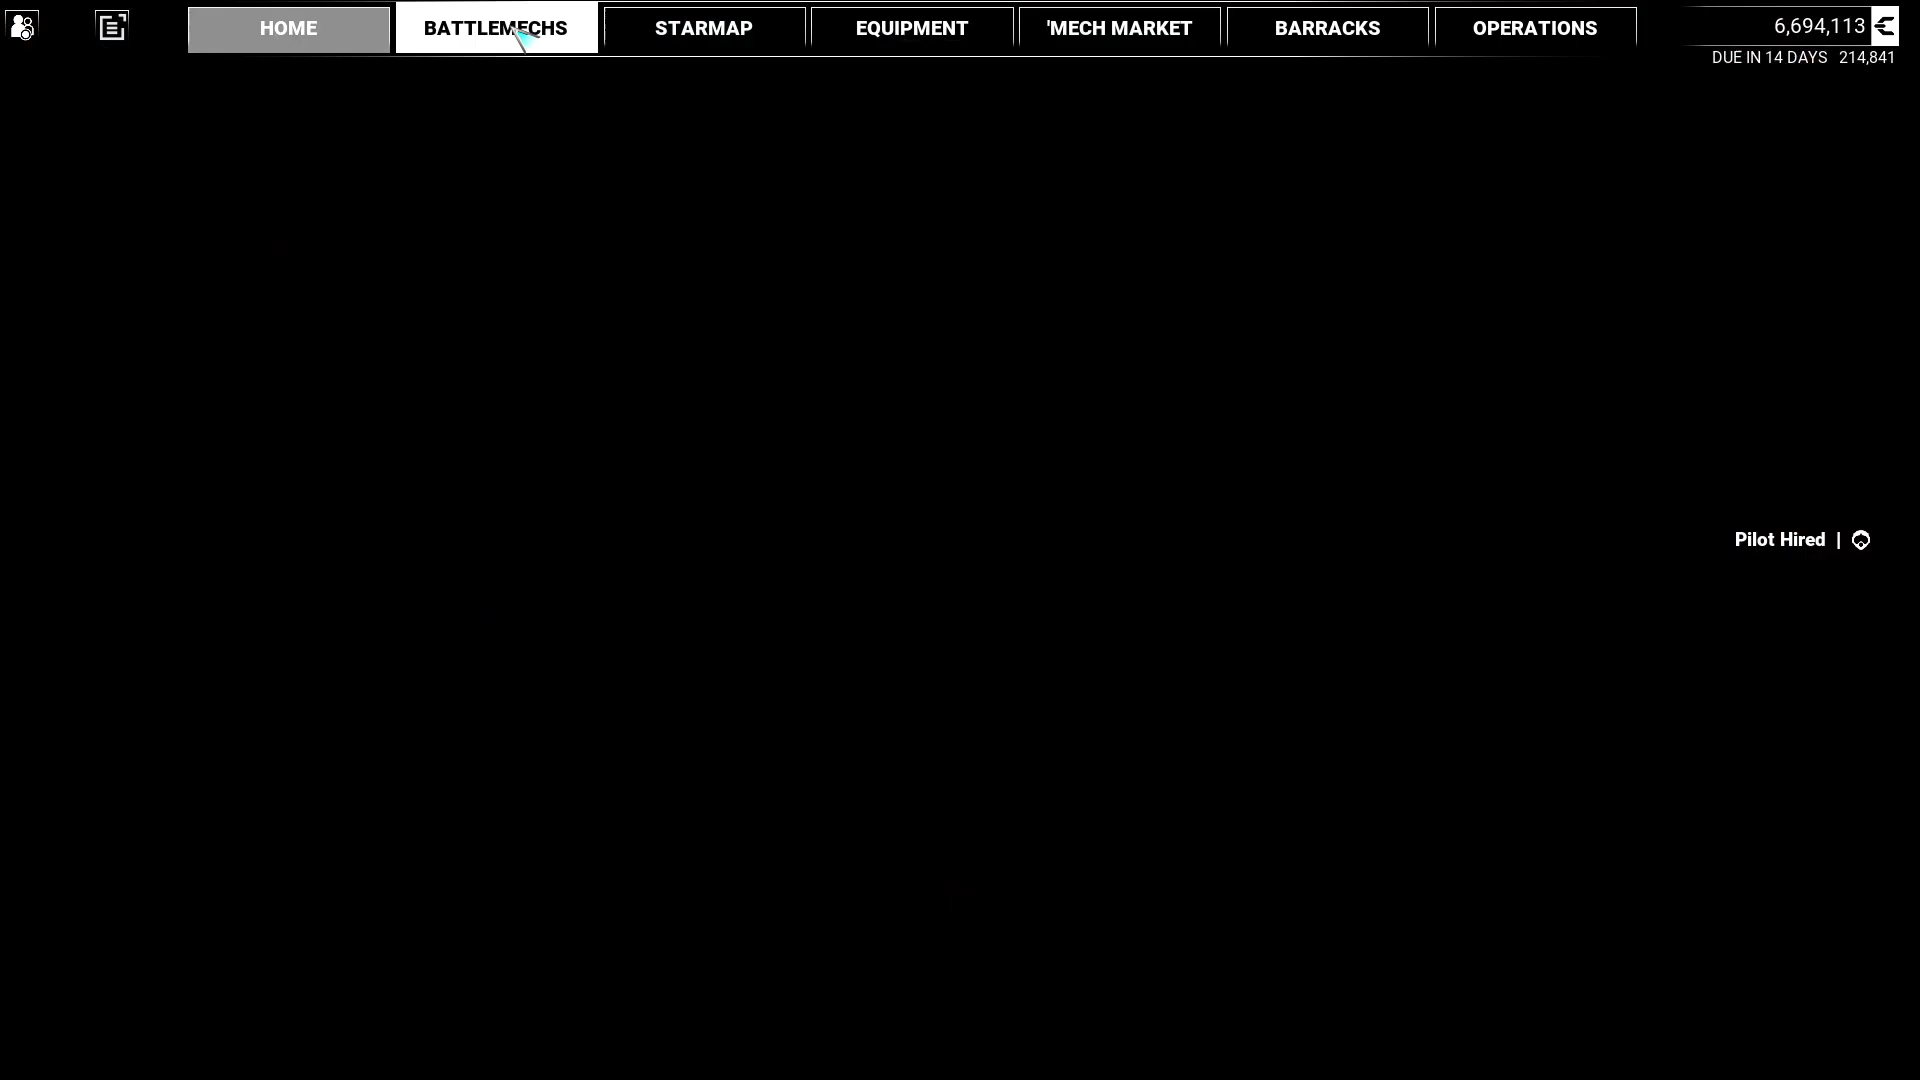 HOME
BATTLEMECHS
STARMAP
EQUIPMENT
'MECH MARKET
BARRACKS
OPERATIONS
6,694,113
DUE IN 14 DAYS 214,841
Pilot Hired |